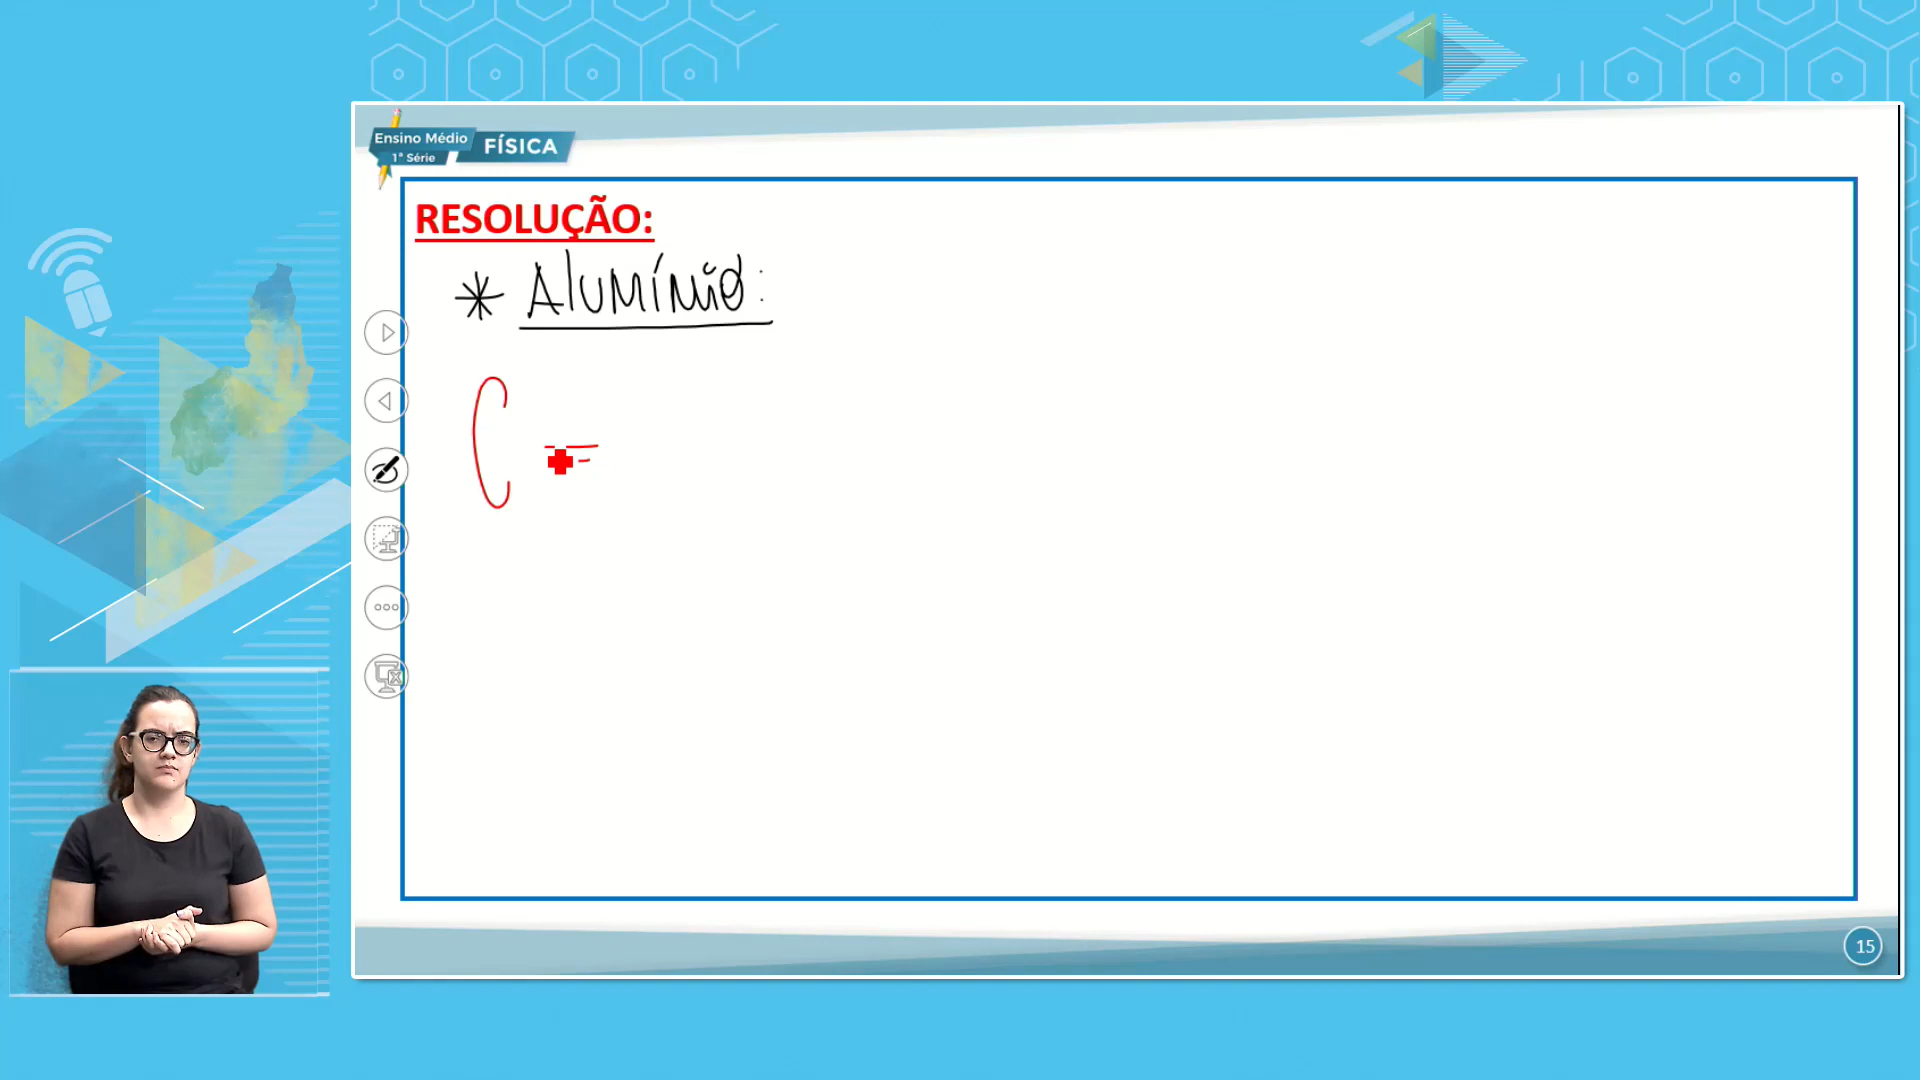 Ensino Médio
1ª Série
FÍSICA
RESOLUÇÃO:
* Alumínio:
C =
15